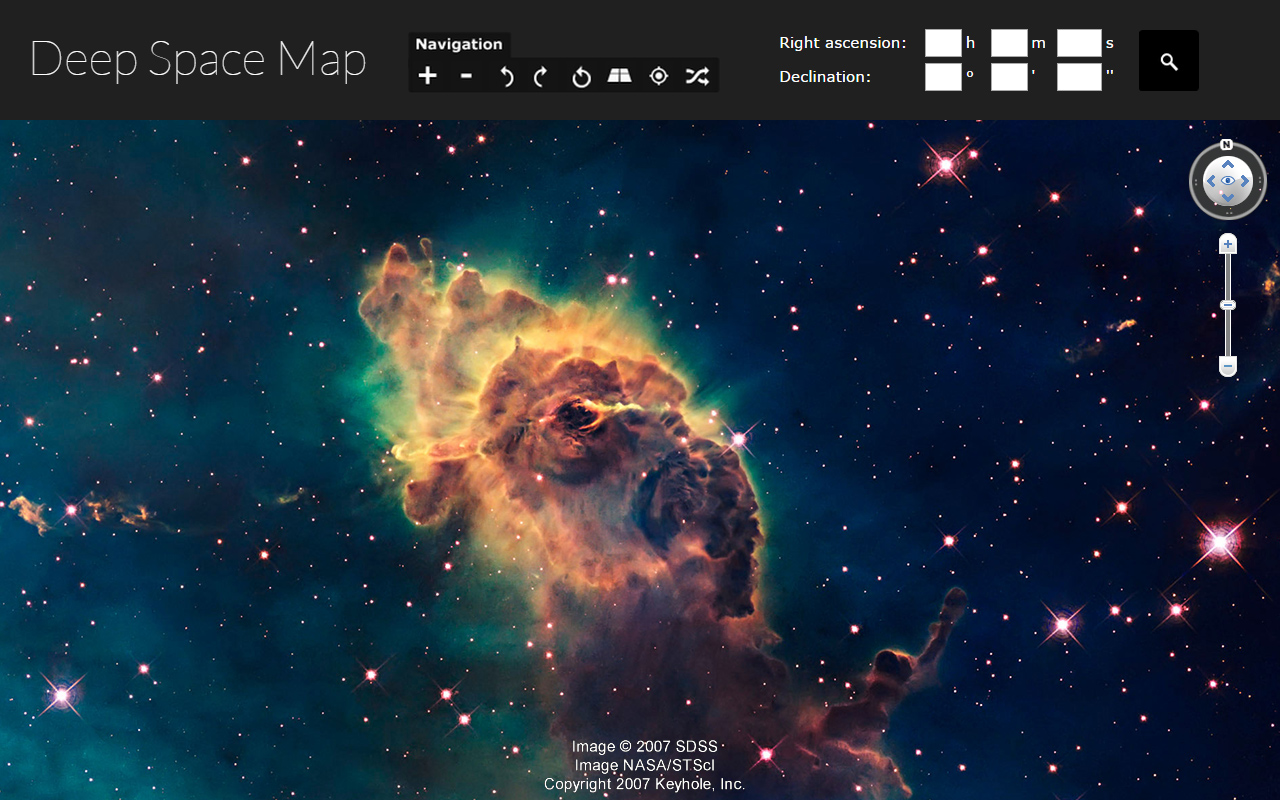 Deep Space Map
Navigation
Right ascension: h m s
Declination: º ' ''
N
Image © 2007 SDSS
Image NASA/STScI
Copyright 2007 Keyhole, Inc.